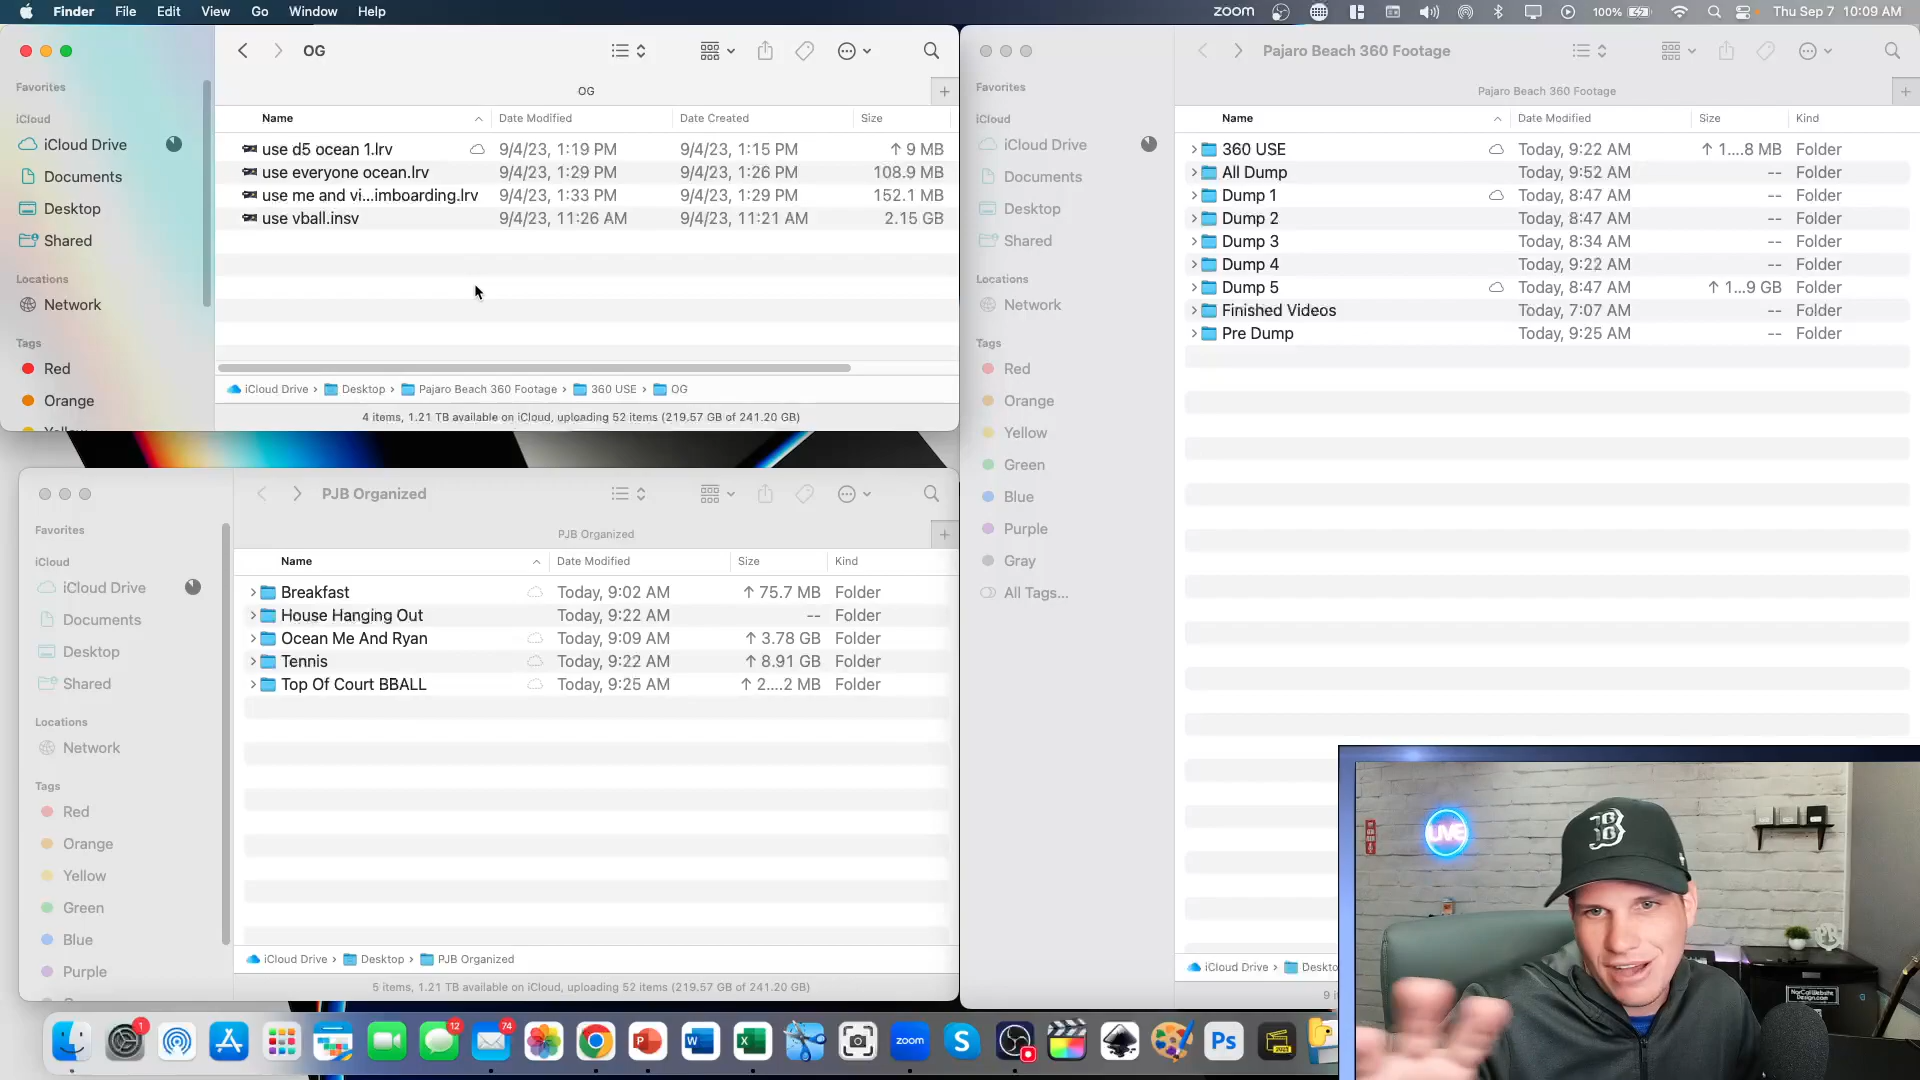 Finder File Edit View Go Window Help zoom 100% Thu Sep 7 10:09 AM
OG
OG
Favorites
iCloud
iCloud Drive
Documents
Desktop
Shared
Locations
Network
Tags
Red
Orange
Name Date Modified Date Created Size
use d5 ocean 1.lrv 9/4/23, 1:19 PM 9/4/23, 1:15 PM ↑ 9 MB
use everyone ocean.lrv 9/4/23, 1:29 PM 9/4/23, 1:26 PM 108.9 MB
use me and vi...imboarding.lrv 9/4/23, 1:33 PM 9/4/23, 1:29 PM 152.1 MB
use vball.insv 9/4/23, 11:26 AM 9/4/23, 11:21 AM 2.15 GB
iCloud Drive › Desktop › Pajaro Beach 360 Footage › 360 USE › OG
4 items, 1.21 TB available on iCloud, uploading 52 items (219.57 GB of 241.20 GB)
PJB Organized
PJB Organized
Favorites
iCloud
iCloud Drive
Documents
Desktop
Shared
Locations
Network
Tags
Red
Orange
Yellow
Green
Blue
Purple
Name Date Modified Size Kind
Breakfast Today, 9:02 AM ↑ 75.7 MB Folder
House Hanging Out Today, 9:22 AM -- Folder
Ocean Me And Ryan Today, 9:09 AM ↑ 3.78 GB Folder
Tennis Today, 9:22 AM ↑ 8.91 GB Folder
Top Of Court BBALL Today, 9:25 AM ↑ 2....2 MB Folder
iCloud Drive › Desktop › PJB Organized
5 items, 1.21 TB available on iCloud, uploading 52 items (219.57 GB of 241.20 GB)
Pajaro Beach 360 Footage
Pajaro Beach 360 Footage
Favorites
iCloud
iCloud Drive
Documents
Desktop
Shared
Locations
Network
Tags
Red
Orange
Yellow
Green
Blue
Purple
Gray
All Tags...
Name Date Modified Size Kind
360 USE Today, 9:22 AM ↑ 1....8 MB Folder
All Dump Today, 9:52 AM -- Folder
Dump 1 Today, 8:47 AM -- Folder
Dump 2 Today, 8:47 AM -- Folder
Dump 3 Today, 8:34 AM -- Folder
Dump 4 Today, 9:22 AM -- Folder
Dump 5 Today, 8:47 AM ↑ 1...9 GB Folder
Finished Videos Today, 7:07 AM -- Folder
Pre Dump Today, 9:25 AM -- Folder
iCloud Drive › Deskto
9
LIVE
B
PB
NorCalWebsite
Design.com
1 12 74 P W X zoom S Ps